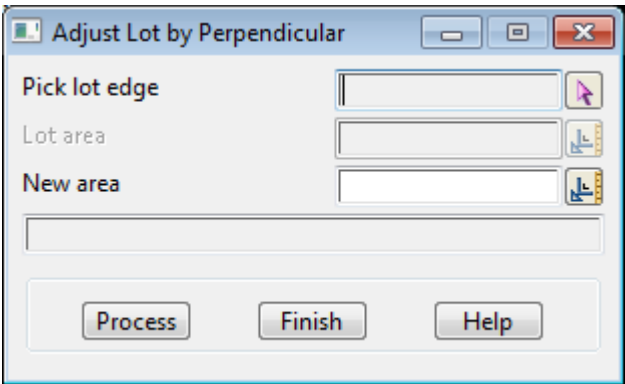 Adjust Lot by Perpendicular
Pick lot edge
Lot area
New area
Process Finish Help